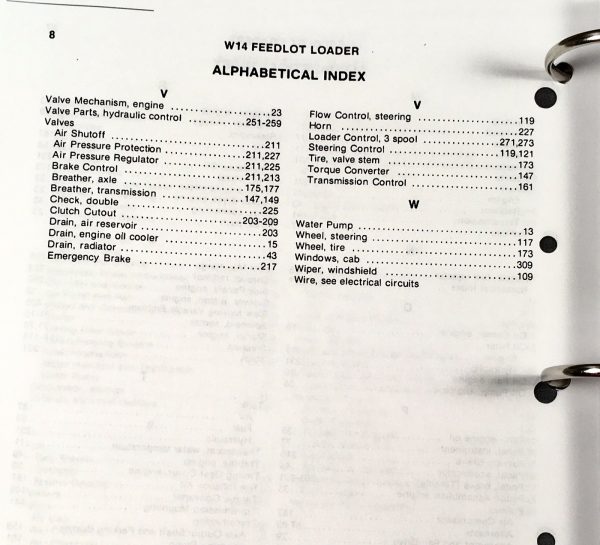 8
W14 FEEDLOT LOADER
ALPHABETICAL INDEX
V
Valve Mechanism, engine ....................23
Valve Parts, hydraulic control ............251-259
Valves
Air Shutoff ...............................211
Air Pressure Protection ....................211,227
Air Pressure Regulator .....................211,225
Brake Control ..............................211,213
Breather, axle .............................175,177
Breather, transmission .....................147,149
Check, double ..............................225
Clutch Cutout ..............................203-209
Drain, air reservoir .......................203
Drain, engine oil cooler ...................15
Drain, radiator ............................43
Emergency Brake ............................217
V
Flow Control, steering .....................119
Horn .......................................227
Loader Control, 3 spool ....................271,273
Steering Control ...........................119,121
Tire, valve stem ...........................173
Torque Converter ...........................147
Transmission Control .......................161
W
Water Pump .................................13
Wheel, steering ............................117
Wheel, tire ................................173
Windows, cab ...............................309
Wiper, windshield ..........................109
Wire, see electrical circuits